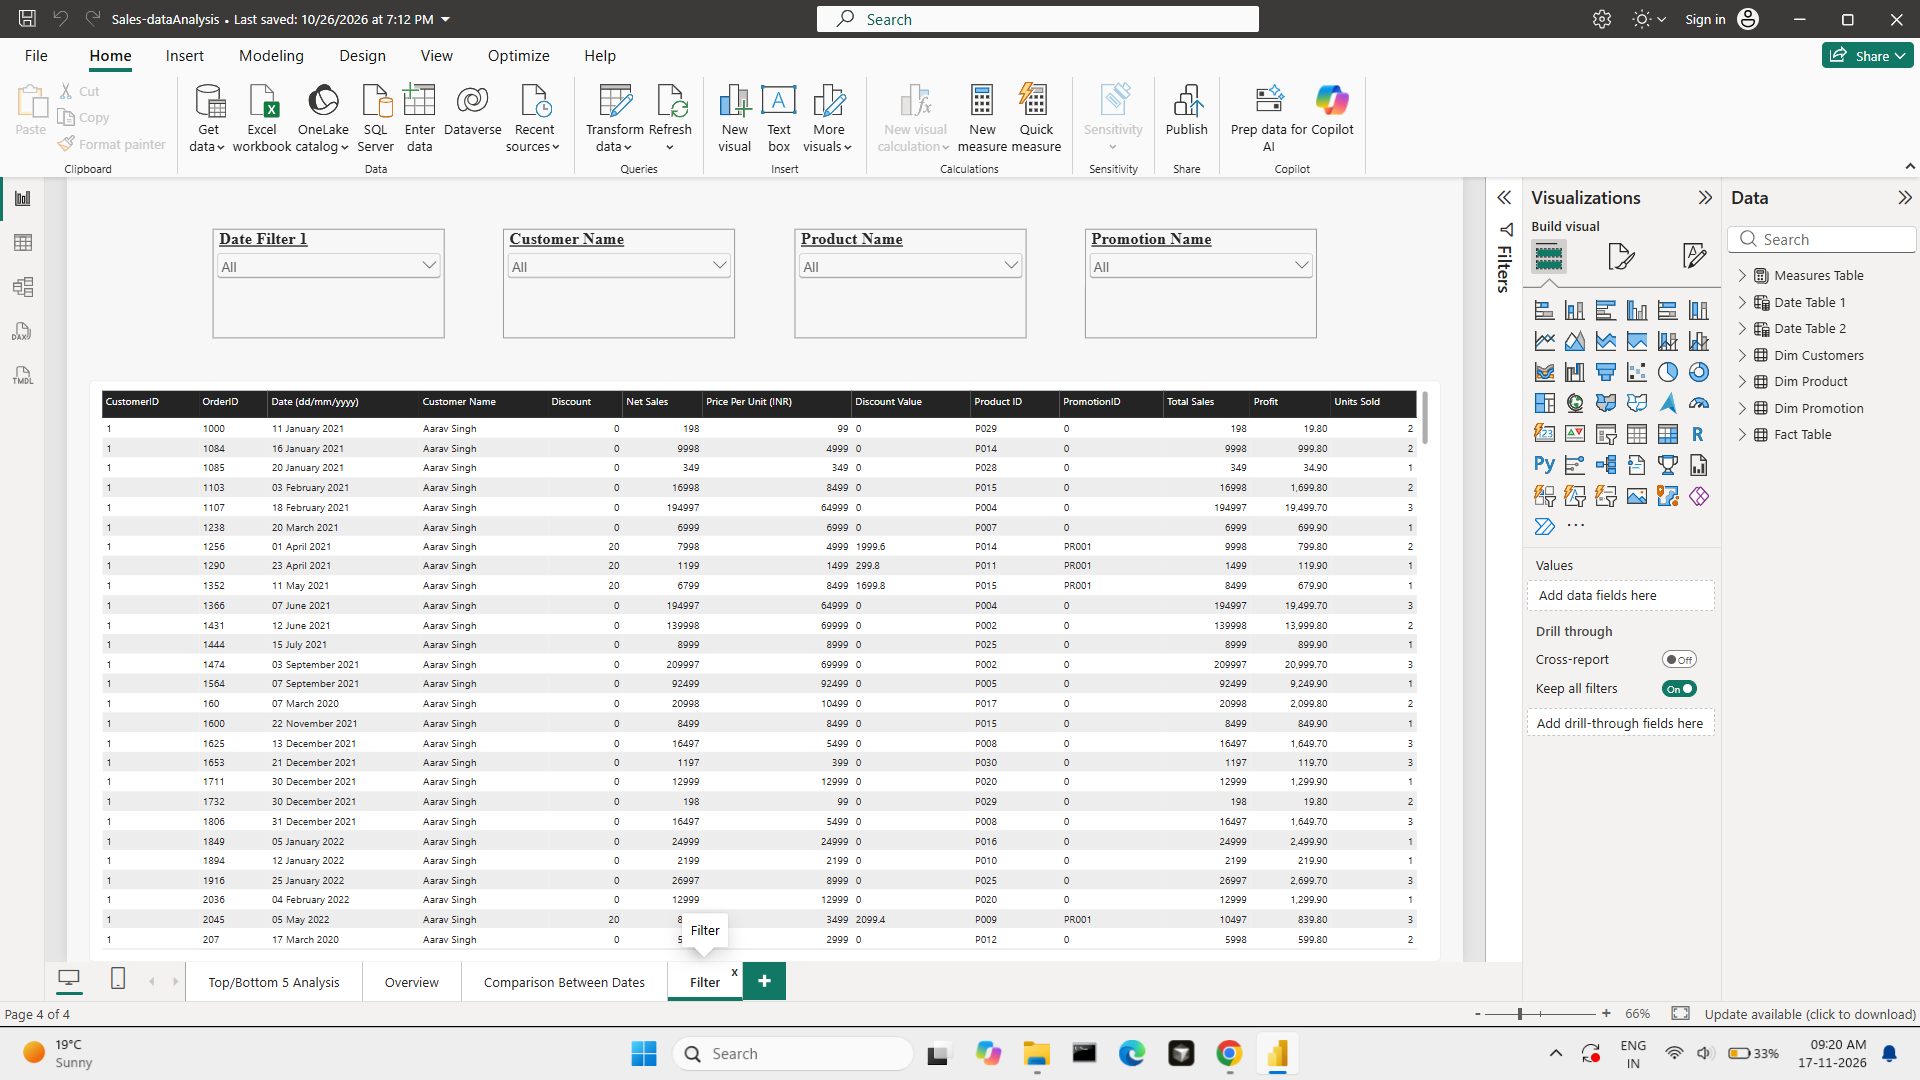 Sales-dataAnalysis • Last saved: 10/26/2026 at 7:12 PM
Search
Sign in
File Home Insert Modeling Design View Optimize Help
Share
Paste
Cut
Copy
Format painter
Clipboard
Get data
Excel workbook
OneLake catalog
SQL Server
Enter data
Dataverse
Recent sources
Data
Transform data
Refresh
Queries
New visual
Text box
More visuals
Insert
New visual calculation
New measure
Quick measure
Calculations
Sensitivity
Sensitivity
Publish
Share
Prep data for AI
Copilot
Copilot
DAX
TMDL
Date Filter 1
All
Customer Name
All
Product Name
All
Promotion Name
All
CustomerID OrderID Date (dd/mm/yyyy) Customer Name Discount Net Sales Price Per Unit (INR) Discount Value Product ID PromotionID Total Sales Profit Units Sold
1 1000 11 January 2021 Aarav Singh 0 198 99 0 P029 0 198 19.80 2
1 1084 16 January 2021 Aarav Singh 0 9998 4999 0 P014 0 9998 999.80 2
1 1085 20 January 2021 Aarav Singh 0 349 349 0 P028 0 349 34.90 1
1 1103 03 February 2021 Aarav Singh 0 16998 8499 0 P015 0 16998 1,699.80 2
1 1107 18 February 2021 Aarav Singh 0 194997 64999 0 P004 0 194997 19,499.70 3
1 1238 20 March 2021 Aarav Singh 0 6999 6999 0 P007 0 6999 699.90 1
1 1256 01 April 2021 Aarav Singh 20 7998 4999 1999.6 P014 PR001 9998 799.80 2
1 1290 23 April 2021 Aarav Singh 20 1199 1499 299.8 P011 PR001 1499 119.90 1
1 1352 11 May 2021 Aarav Singh 20 6799 8499 1699.8 P015 PR001 8499 679.90 1
1 1366 07 June 2021 Aarav Singh 0 194997 64999 0 P004 0 194997 19,499.70 3
1 1431 12 June 2021 Aarav Singh 0 139998 69999 0 P002 0 139998 13,999.80 2
1 1444 15 July 2021 Aarav Singh 0 8999 8999 0 P025 0 8999 899.90 1
1 1474 03 September 2021 Aarav Singh 0 209997 69999 0 P002 0 209997 20,999.70 3
1 1564 07 September 2021 Aarav Singh 0 92499 92499 0 P005 0 92499 9,249.90 1
1 160 07 March 2020 Aarav Singh 0 20998 10499 0 P017 0 20998 2,099.80 2
1 1600 22 November 2021 Aarav Singh 0 8499 8499 0 P015 0 8499 849.90 1
1 1625 13 December 2021 Aarav Singh 0 16497 5499 0 P008 0 16497 1,649.70 3
1 1653 21 December 2021 Aarav Singh 0 1197 399 0 P030 0 1197 119.70 3
1 1711 30 December 2021 Aarav Singh 0 12999 12999 0 P020 0 12999 1,299.90 1
1 1732 30 December 2021 Aarav Singh 0 198 99 0 P029 0 198 19.80 2
1 1806 31 December 2021 Aarav Singh 0 16497 5499 0 P008 0 16497 1,649.70 3
1 1849 05 January 2022 Aarav Singh 0 24999 24999 0 P016 0 24999 2,499.90 1
1 1894 12 January 2022 Aarav Singh 0 2199 2199 0 P010 0 2199 219.90 1
1 1916 25 January 2022 Aarav Singh 0 26997 8999 0 P025 0 26997 2,699.70 3
1 2036 04 February 2022 Aarav Singh 0 12999 12999 0 P020 0 12999 1,299.90 1
1 2045 05 May 2022 Aarav Singh 20 8 3499 2099.4 P009 PR001 10497 839.80 3
1 207 17 March 2020 Aarav Singh 0 5 2999 0 P012 0 5998 599.80 2
Filter
Filters
Visualizations
Build visual
123
R
Py
Values
Add data fields here
Drill through
Cross-report
Off
Keep all filters
On
Add drill-through fields here
Data
Search
Measures Table
Date Table 1
Date Table 2
Dim Customers
Dim Product
Dim Promotion
Fact Table
Top/Bottom 5 Analysis
Overview
Comparison Between Dates
Filter
x
+
Page 4 of 4
- + 66%
Update available (click to download)
19°C
Sunny
Search
ENG
IN
33%
09:20 AM
17-11-2026